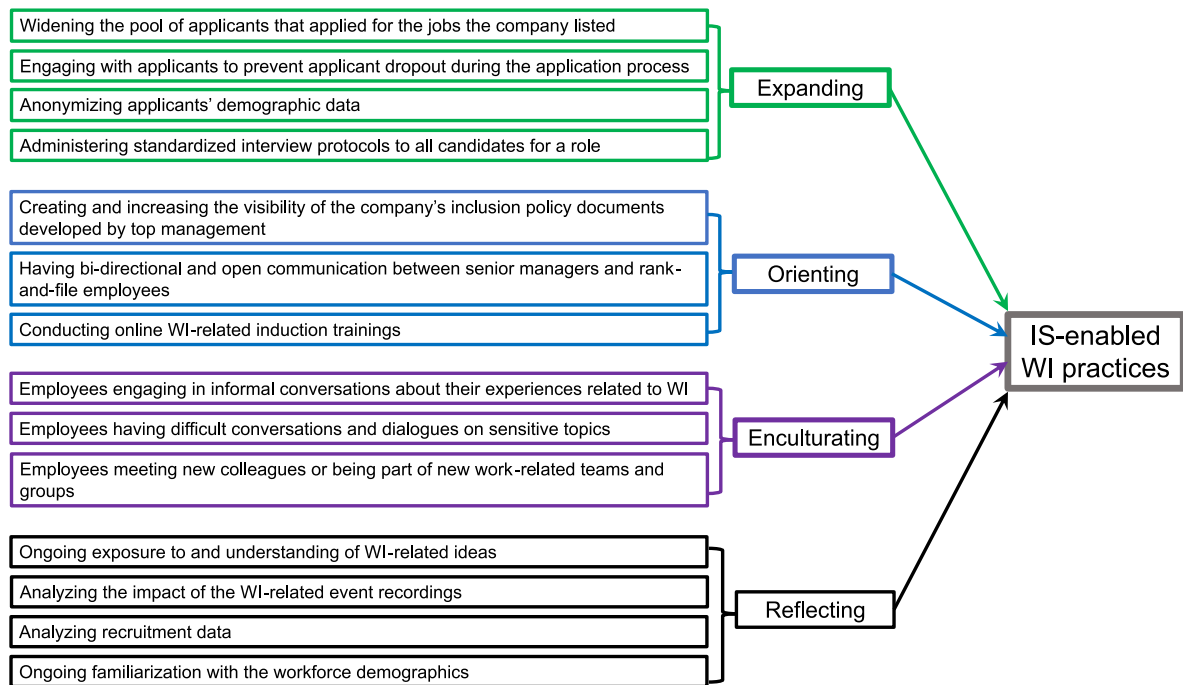 Widening the pool of applicants that applied for the jobs the company listed
Engaging with applicants to prevent applicant dropout during the application process
Anonymizing applicants’ demographic data
Administering standardized interview protocols to all candidates for a role
Expanding
Creating and increasing the visibility of the company’s inclusion policy documents
developed by top management
Having bi-directional and open communication between senior managers and rank-
and-file employees
Conducting online WI-related induction trainings
Orienting
Employees engaging in informal conversations about their experiences related to WI
Employees having difficult conversations and dialogues on sensitive topics
Employees meeting new colleagues or being part of new work-related teams and
groups
Enculturating
Ongoing exposure to and understanding of WI-related ideas
Analyzing the impact of the WI-related event recordings
Analyzing recruitment data
Ongoing familiarization with the workforce demographics
Reflecting
IS-enabled
WI practices